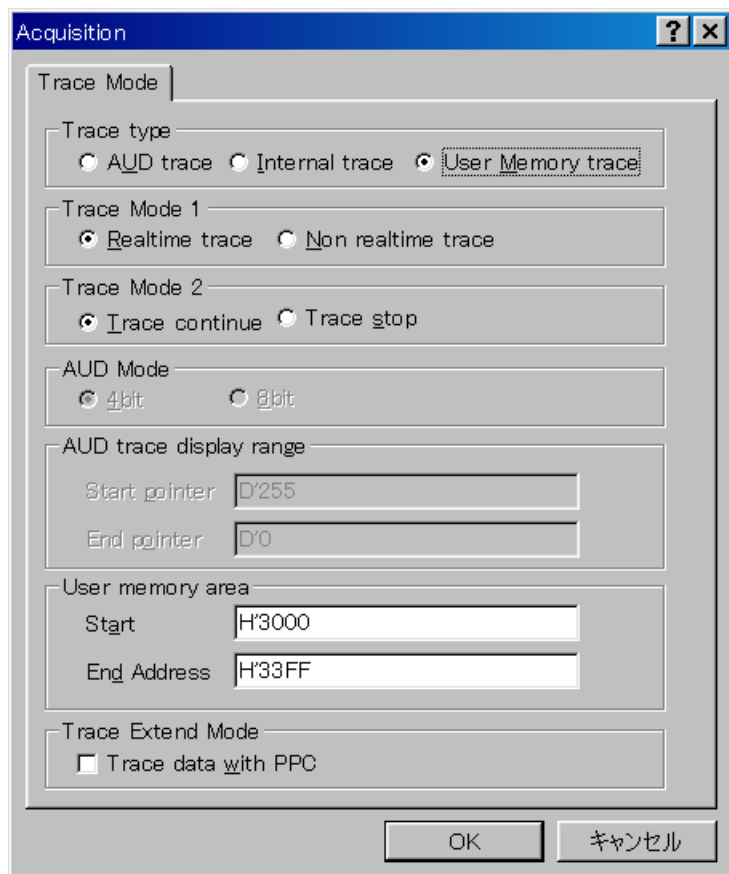 Acquisition
Trace Mode
Trace type
AUD trace Internal trace User Memory trace
Trace Mode 1
Realtime trace Non realtime trace
Trace Mode 2
Trace continue Trace stop
AUD Mode
4bit 8bit
AUD trace display range
Start pointer D'255
End pointer D'0
User memory area
Start H'3000
End Address H'33FF
Trace Extend Mode
Trace data with PPC
OK キャンセル